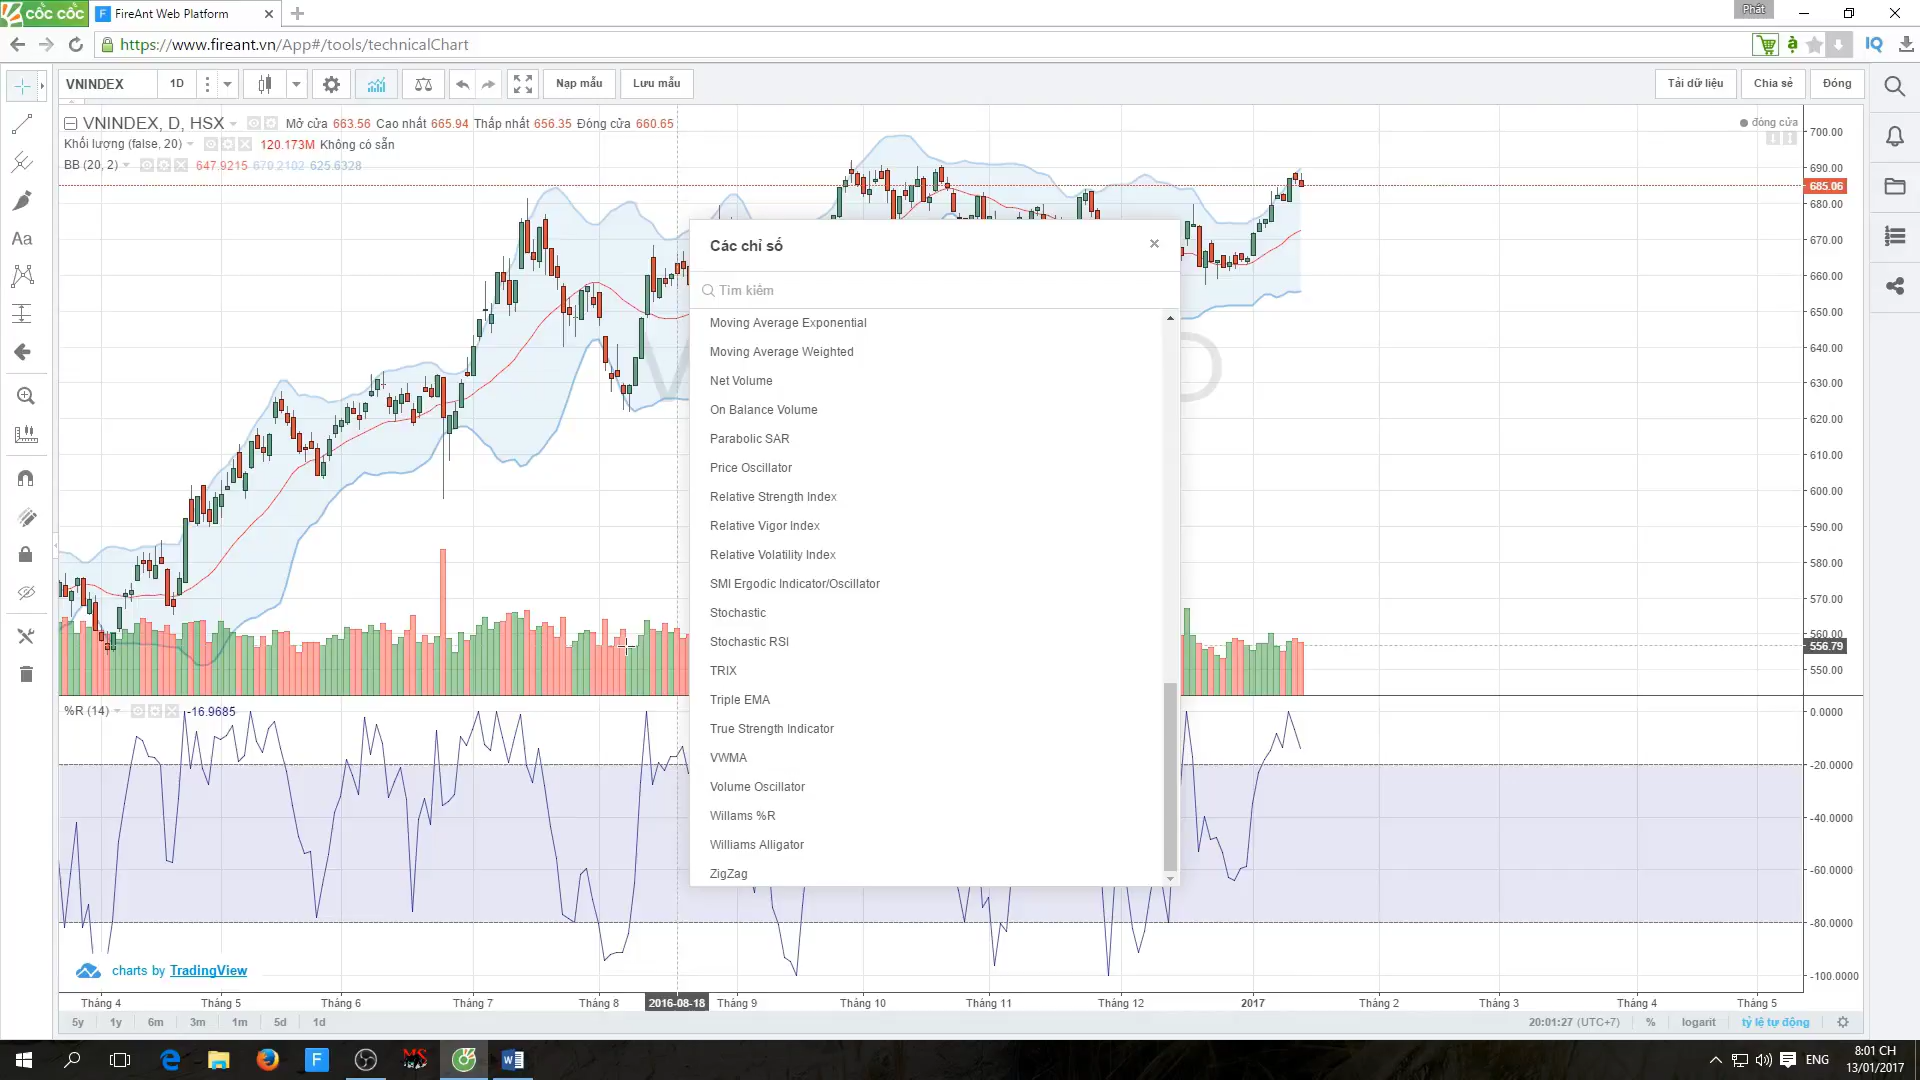 cốc cốc
FireAnt Web Platform
Phát
https://www.fireant.vn/App#/tools/technicalChart
IQ
VNINDEX
1D
Nạp mẫu
Lưu mẫu
Tải dữ liệu
Chia sẻ
Đóng
VNINDEX, D, HSX
Mở cửa 663.56 Cao nhất 665.94 Thấp nhất 656.35 Đóng cửa 660.65
đóng cửa
Khối lượng (false, 20)
120.173M Không có sẵn
BB (20, 2)
647.9215 670.2102 625.6328
Aa
Các chỉ số
Tìm kiếm
Moving Average Exponential
Moving Average Weighted
Net Volume
On Balance Volume
Parabolic SAR
Price Oscillator
Relative Strength Index
Relative Vigor Index
Relative Volatility Index
SMI Ergodic Indicator/Oscillator
Stochastic
Stochastic RSI
TRIX
Triple EMA
True Strength Indicator
VWMA
Volume Oscillator
Willams %R
Williams Alligator
ZigZag
700.00
690.00
685.06
680.00
670.00
660.00
650.00
640.00
630.00
620.00
610.00
600.00
590.00
580.00
570.00
560.00
556.79
550.00
%R (14)
-16.9685
0.0000
-20.0000
-40.0000
-60.0000
-80.0000
-100.0000
charts by TradingView
Tháng 4
Tháng 5
Tháng 6
Tháng 7
Tháng 8
2016-08-18
Tháng 9
Tháng 10
Tháng 11
Tháng 12
2017
Tháng 2
Tháng 3
Tháng 4
Tháng 5
5y
1y
6m
3m
1m
5d
1d
20:01:27 (UTC+7)
%
logarit
tỷ lệ tự động
ENG
8:01 CH
13/01/2017